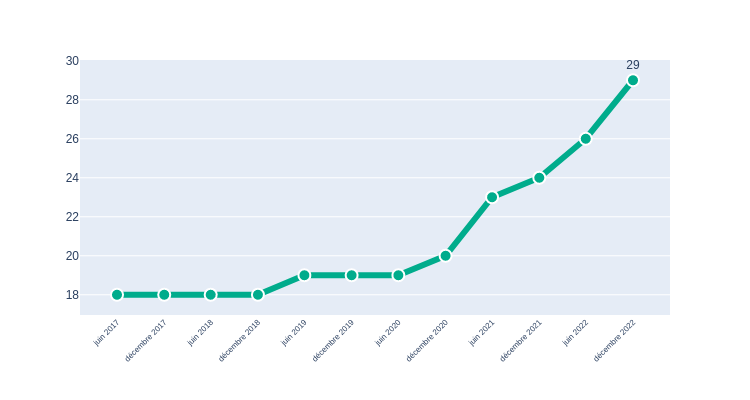 30
29
28
26
24
22
20
18
juin 2017
décembre 2017
juin 2018
décembre 2018
juin 2019
décembre 2019
juin 2020
décembre 2020
juin 2021
décembre 2021
juin 2022
décembre 2022